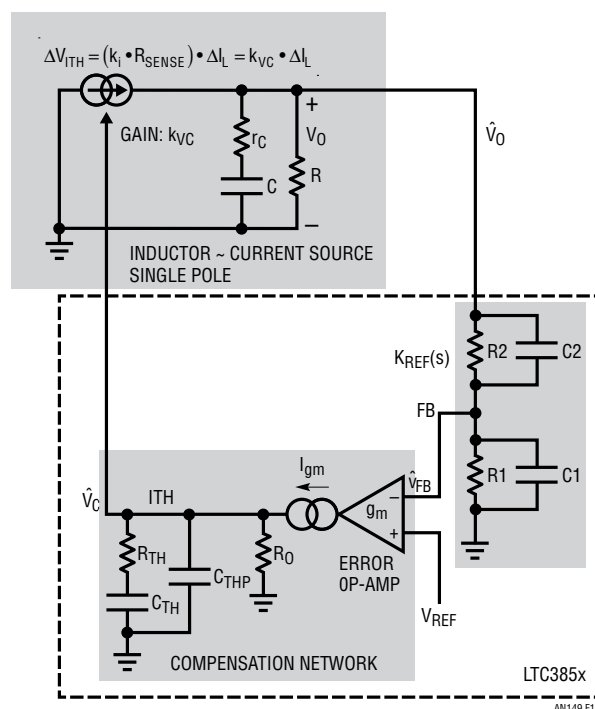 ΔV_ITH = (k_i • R_SENSE) • ΔI_L = k_VC • ΔI_L
GAIN: k_VC
r_C
C
+
V_O
−
R
V̂_O
INDUCTOR ~ CURRENT SOURCE
SINGLE POLE
K_REF(s)
R2
C2
FB
R1
C1
V̂_C
ITH
I_gm
g_m
−
+
v̂_FB
R_TH
C_TH
C_THP
R_O
ERROR
0P-AMP
V_REF
COMPENSATION NETWORK
LTC385x